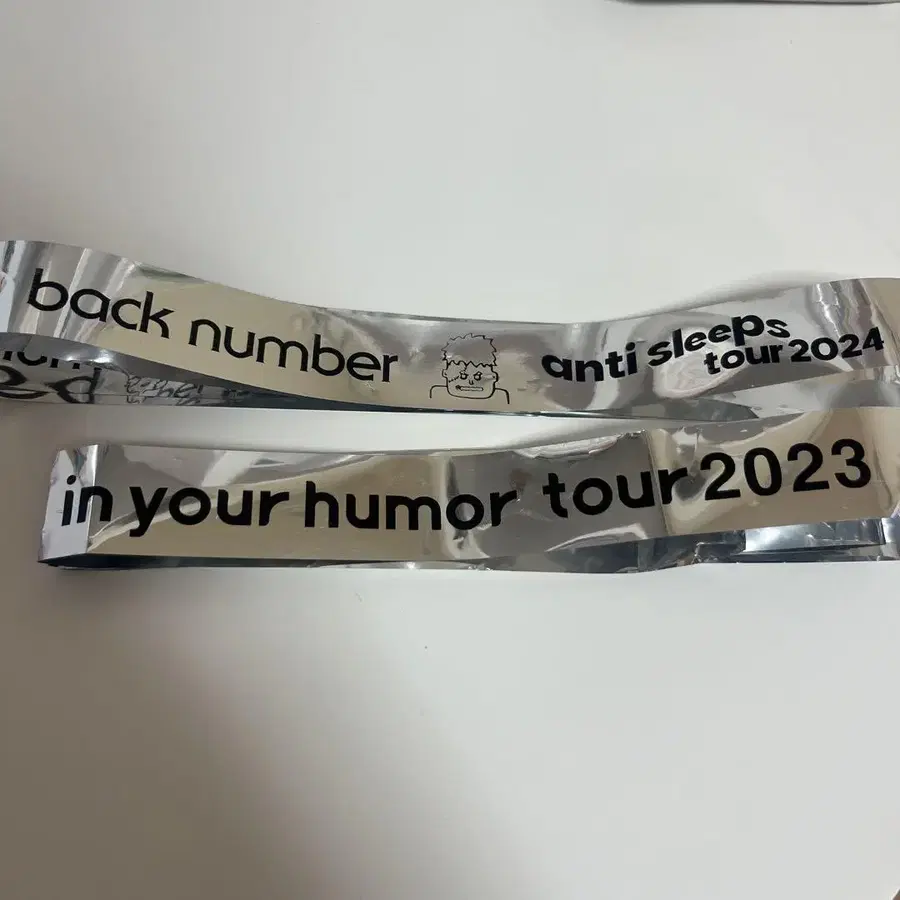 back number
anti sleeps
tour 2024
in your humor tour 2023